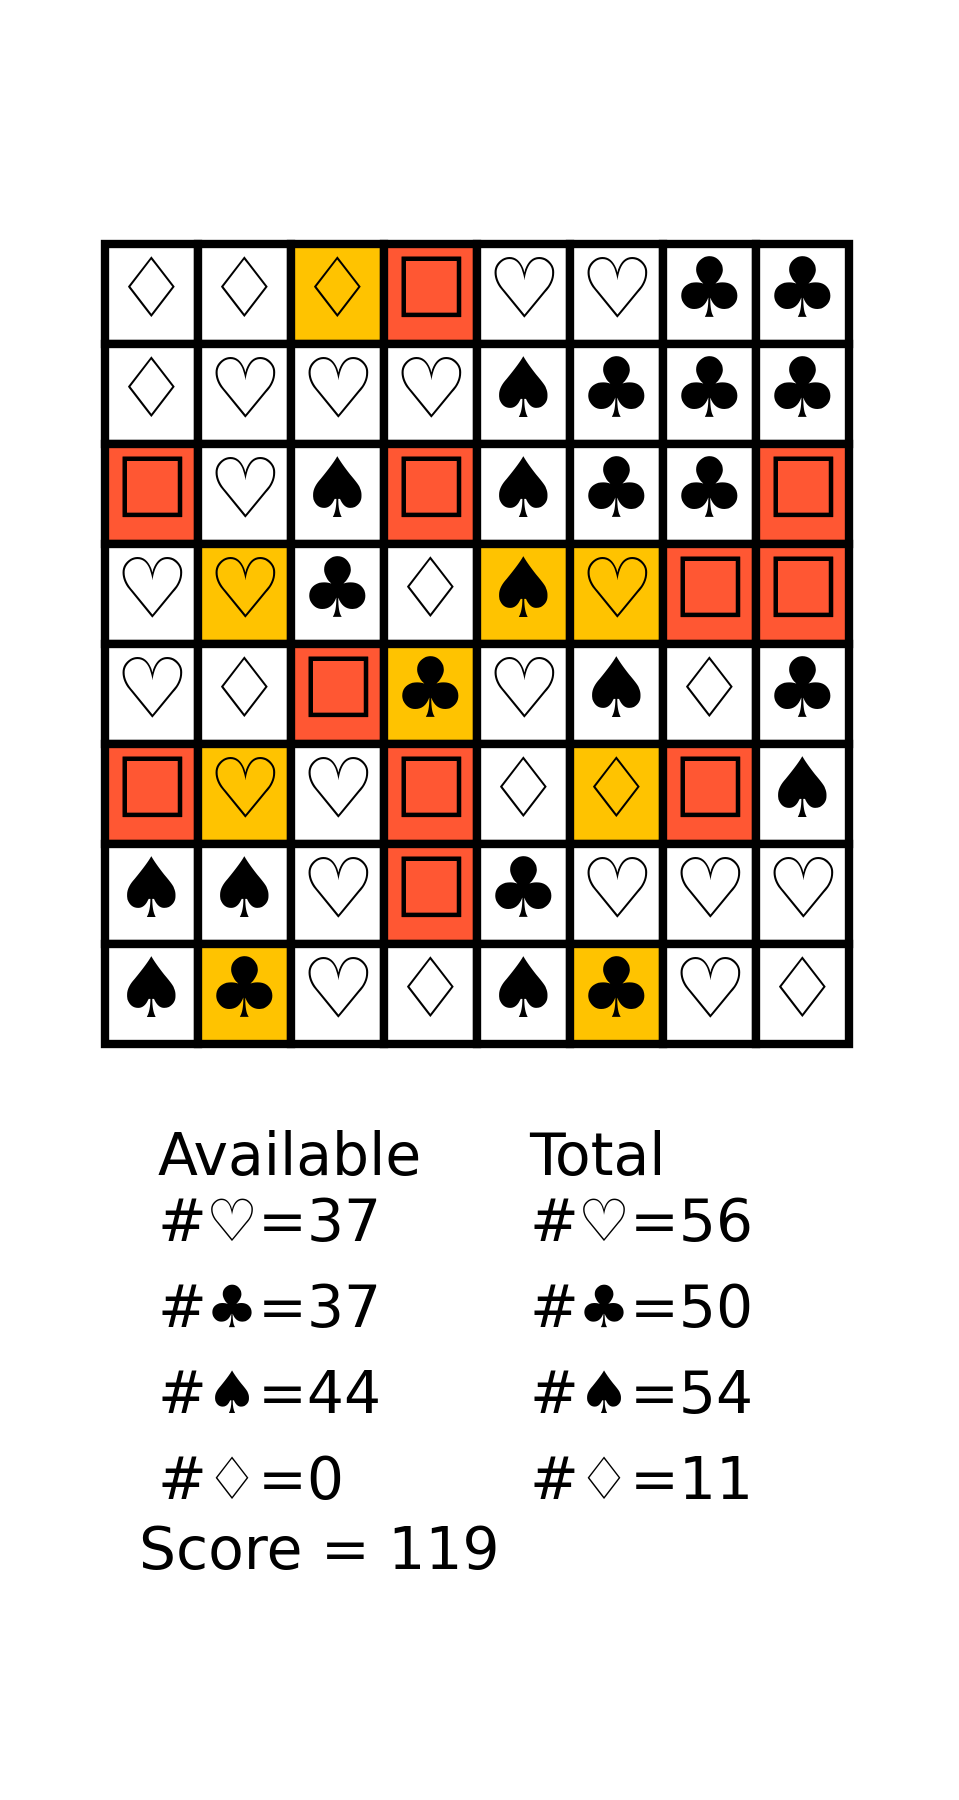 ♢ ♢ ♢ □ ♡ ♡ ♣ ♣
♢ ♡ ♡ ♡ ♠ ♣ ♣ ♣
□ ♡ ♠ □ ♠ ♣ ♣ □
♡ ♡ ♣ ♢ ♠ ♡ □ □
♡ ♢ □ ♣ ♡ ♠ ♢ ♣
□ ♡ ♡ □ ♢ ♢ □ ♠
♠ ♠ ♡ □ ♣ ♡ ♡ ♡
♠ ♣ ♡ ♢ ♠ ♣ ♡ ♢
Available Total
#♡=37 #♡=56
#♣=37 #♣=50
#♠=44 #♠=54
#♢=0 #♢=11
Score = 119